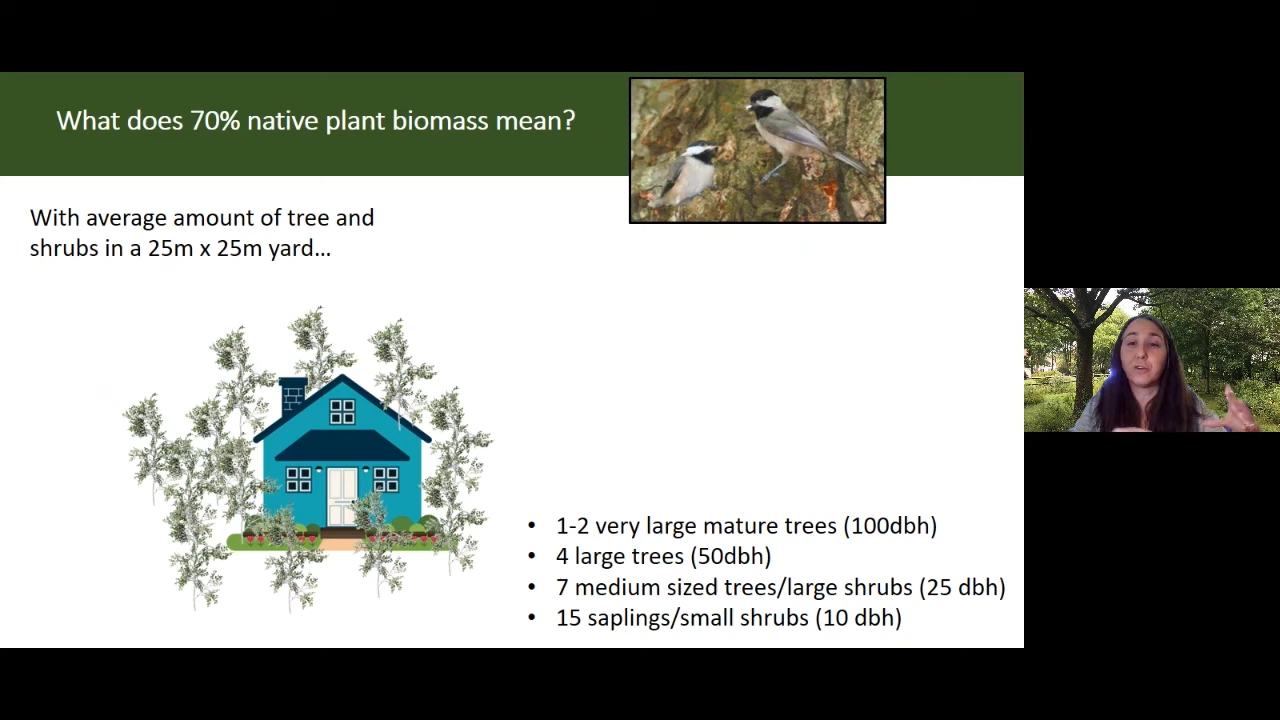 What does 70% native plant biomass mean?
With average amount of tree and
shrubs in a 25m x 25m yard...
• 1-2 very large mature trees (100dbh)
• 4 large trees (50dbh)
• 7 medium sized trees/large shrubs (25 dbh)
• 15 saplings/small shrubs (10 dbh)